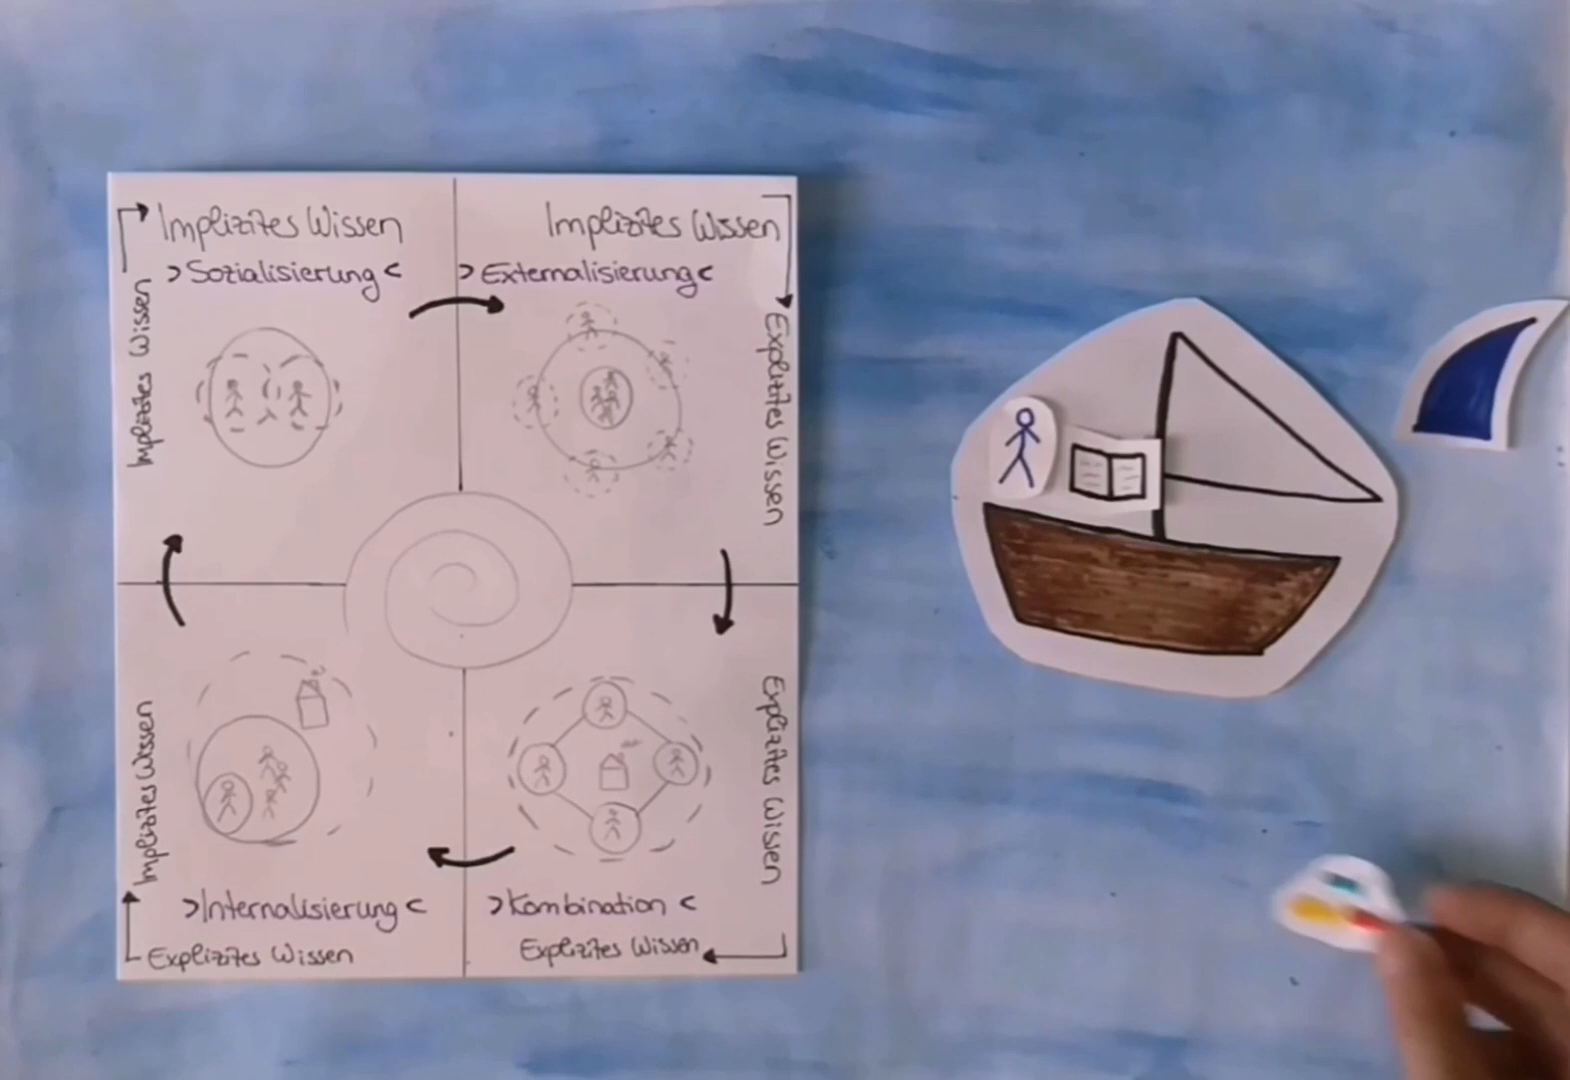 Implizites Wissen
>Sozialisierung<
Implizites Wissen
Implizites Wissen
>Externalisierung<
Explizites Wissen
Implizites Wissen
>Internalisierung<
Explizites Wissen
Explizites Wissen
>Kombination<
Explizites Wissen